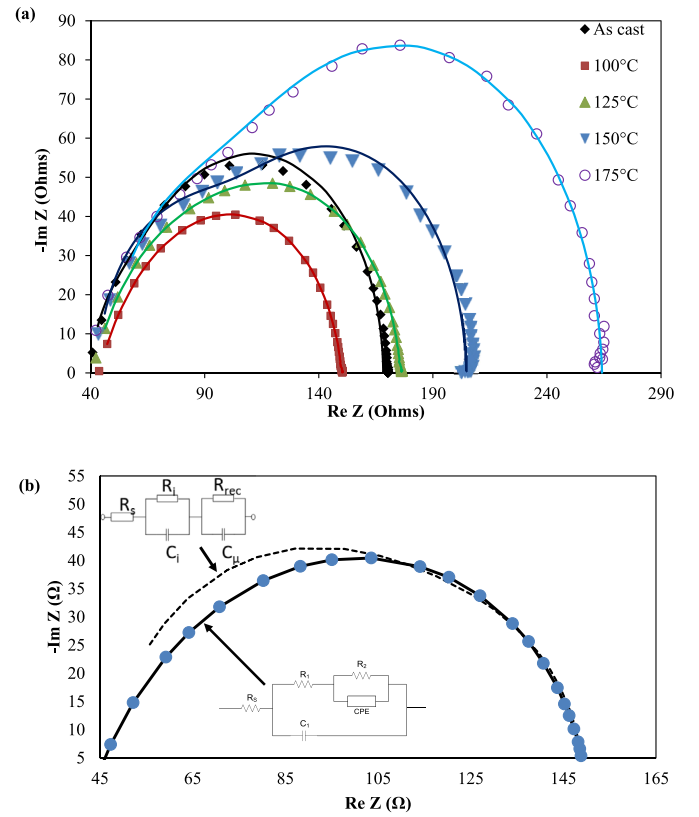 (a)
90
80
70
60
50
40
30
20
10
0
-Im Z (Ohms)
40
90
140
190
240
290
Re Z (Ohms)
As cast
100°C
125°C
150°C
175°C
(b)
55
50
45
40
35
30
25
20
15
10
5
-Im Z (Ω)
45
65
85
105
125
145
165
Re Z (Ω)
Rs
Ri
Ci
Rrec
Cμ
RS
R1
R2
CPE
C1